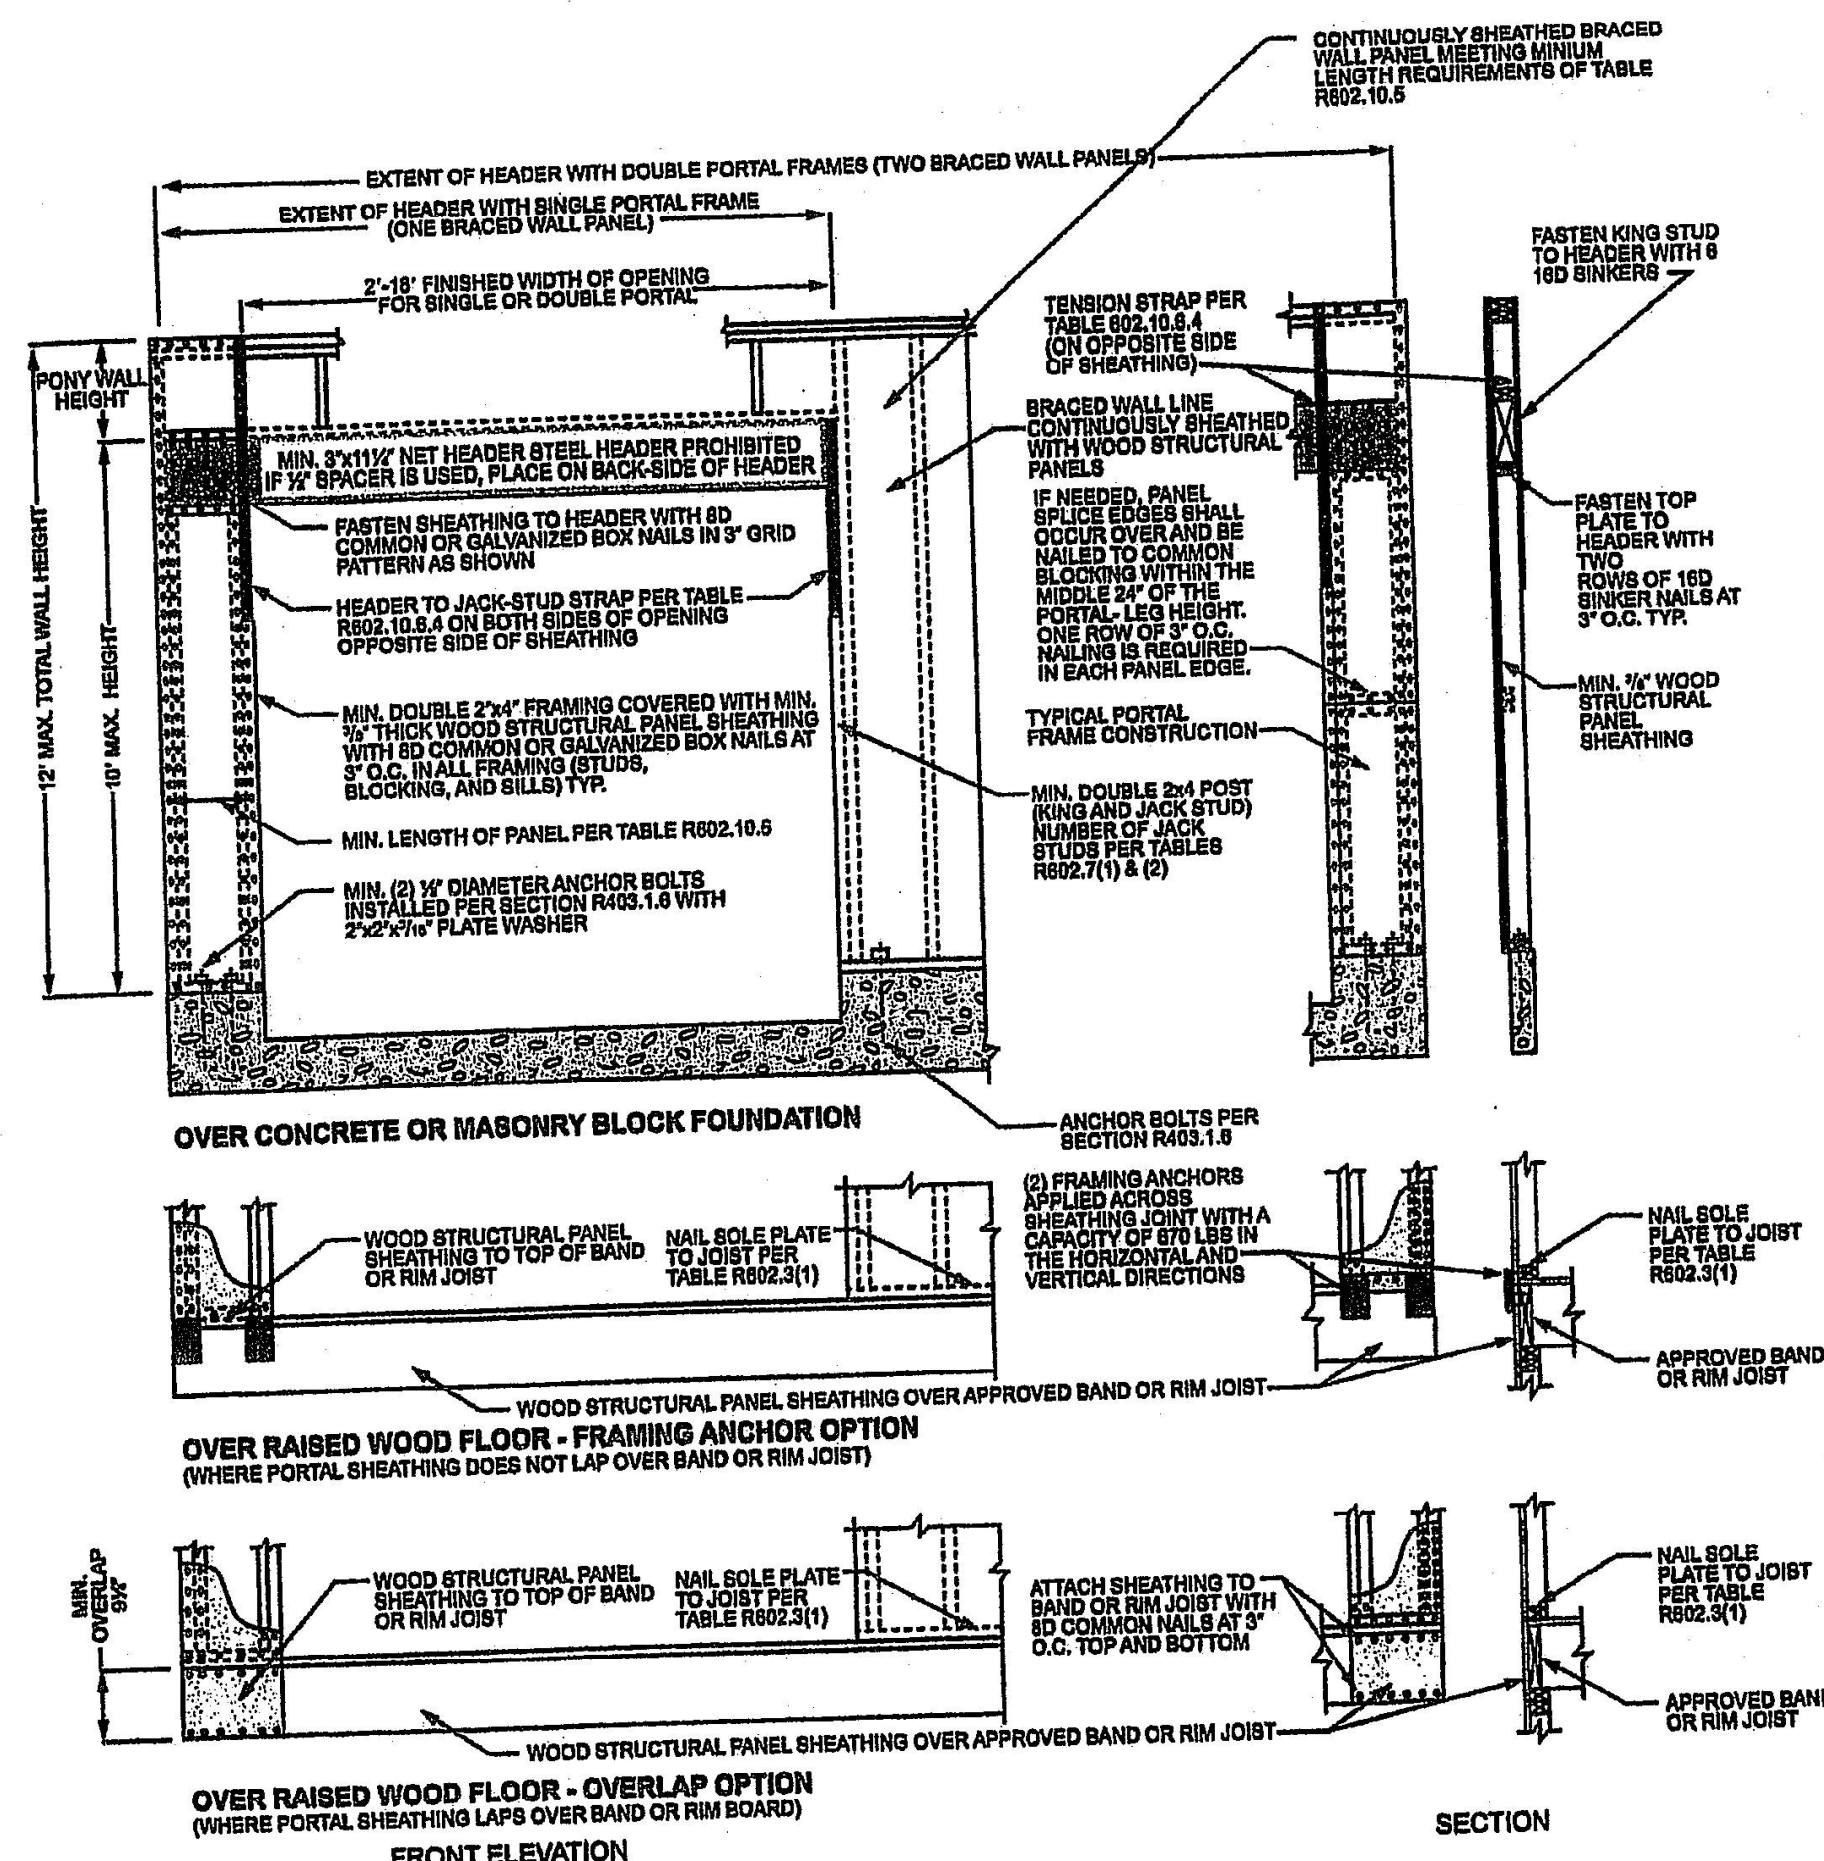 CONTINUOUSLY SHEATHED BRACED
WALL PANEL MEETING MINIUM
LENGTH REQUIREMENTS OF TABLE
R602.10.5
EXTENT OF HEADER WITH DOUBLE PORTAL FRAMES (TWO BRACED WALL PANELS)
EXTENT OF HEADER WITH SINGLE PORTAL FRAME
(ONE BRACED WALL PANEL)
2'-18' FINISHED WIDTH OF OPENING
FOR SINGLE OR DOUBLE PORTAL
FASTEN KING STUD
TO HEADER WITH 6
16D SINKERS
TENSION STRAP PER
TABLE 602.10.6.4
(ON OPPOSITE SIDE
OF SHEATHING)
PONY WALL
HEIGHT
12' MAX. TOTAL WALL HEIGHT
10' MAX. HEIGHT
MIN. 3"x11¼" NET HEADER STEEL HEADER PROHIBITED
IF ½" SPACER IS USED, PLACE ON BACK-SIDE OF HEADER
BRACED WALL LINE
CONTINUOUSLY SHEATHED
WITH WOOD STRUCTURAL
PANELS
FASTEN SHEATHING TO HEADER WITH 8D
COMMON OR GALVANIZED BOX NAILS IN 3" GRID
PATTERN AS SHOWN
IF NEEDED, PANEL
SPLICE EDGES SHALL
OCCUR OVER AND BE
NAILED TO COMMON
BLOCKING WITHIN THE
MIDDLE 24" OF THE
PORTAL- LEG HEIGHT.
ONE ROW OF 3" O.C.
NAILING IS REQUIRED
IN EACH PANEL EDGE.
FASTEN TOP
PLATE TO
HEADER WITH
TWO
ROWS OF 16D
SINKER NAILS AT
3" O.C. TYP.
HEADER TO JACK-STUD STRAP PER TABLE
R602.10.6.4 ON BOTH SIDES OF OPENING
OPPOSITE SIDE OF SHEATHING
MIN. DOUBLE 2"x4" FRAMING COVERED WITH MIN.
3/8" THICK WOOD STRUCTURAL PANEL SHEATHING
WITH 8D COMMON OR GALVANIZED BOX NAILS AT
3" O.C. IN ALL FRAMING (STUDS,
BLOCKING, AND SILLS) TYP.
TYPICAL PORTAL
FRAME CONSTRUCTION
MIN. 3/8" WOOD
STRUCTURAL
PANEL
SHEATHING
MIN. DOUBLE 2x4 POST
(KING AND JACK STUD)
NUMBER OF JACK
STUDS PER TABLES
R602.7(1) & (2)
MIN. LENGTH OF PANEL PER TABLE R602.10.5
MIN. (2) ½" DIAMETER ANCHOR BOLTS
INSTALLED PER SECTION R403.1.6 WITH
2"x2"x3/16" PLATE WASHER
OVER CONCRETE OR MASONRY BLOCK FOUNDATION
ANCHOR BOLTS PER
SECTION R403.1.6
WOOD STRUCTURAL PANEL
SHEATHING TO TOP OF BAND
OR RIM JOIST
NAIL SOLE PLATE
TO JOIST PER
TABLE R602.3(1)
(2) FRAMING ANCHORS
APPLIED ACROSS
SHEATHING JOINT WITH A
CAPACITY OF 670 LBS IN
THE HORIZONTAL AND
VERTICAL DIRECTIONS
NAIL SOLE
PLATE TO JOIST
PER TABLE
R602.3(1)
APPROVED BAND
OR RIM JOIST
WOOD STRUCTURAL PANEL SHEATHING OVER APPROVED BAND OR RIM JOIST
OVER RAISED WOOD FLOOR - FRAMING ANCHOR OPTION
(WHERE PORTAL SHEATHING DOES NOT LAP OVER BAND OR RIM JOIST)
MIN.
OVERLAP
9¼"
WOOD STRUCTURAL PANEL
SHEATHING TO TOP OF BAND
OR RIM JOIST
NAIL SOLE PLATE
TO JOIST PER
TABLE R602.3(1)
ATTACH SHEATHING TO
BAND OR RIM JOIST WITH
8D COMMON NAILS AT 3"
O.C. TOP AND BOTTOM
NAIL SOLE
PLATE TO JOIST
PER TABLE
R602.3(1)
APPROVED BAND
OR RIM JOIST
WOOD STRUCTURAL PANEL SHEATHING OVER APPROVED BAND OR RIM JOIST
OVER RAISED WOOD FLOOR - OVERLAP OPTION
(WHERE PORTAL SHEATHING LAPS OVER BAND OR RIM BOARD)
FRONT ELEVATION
SECTION